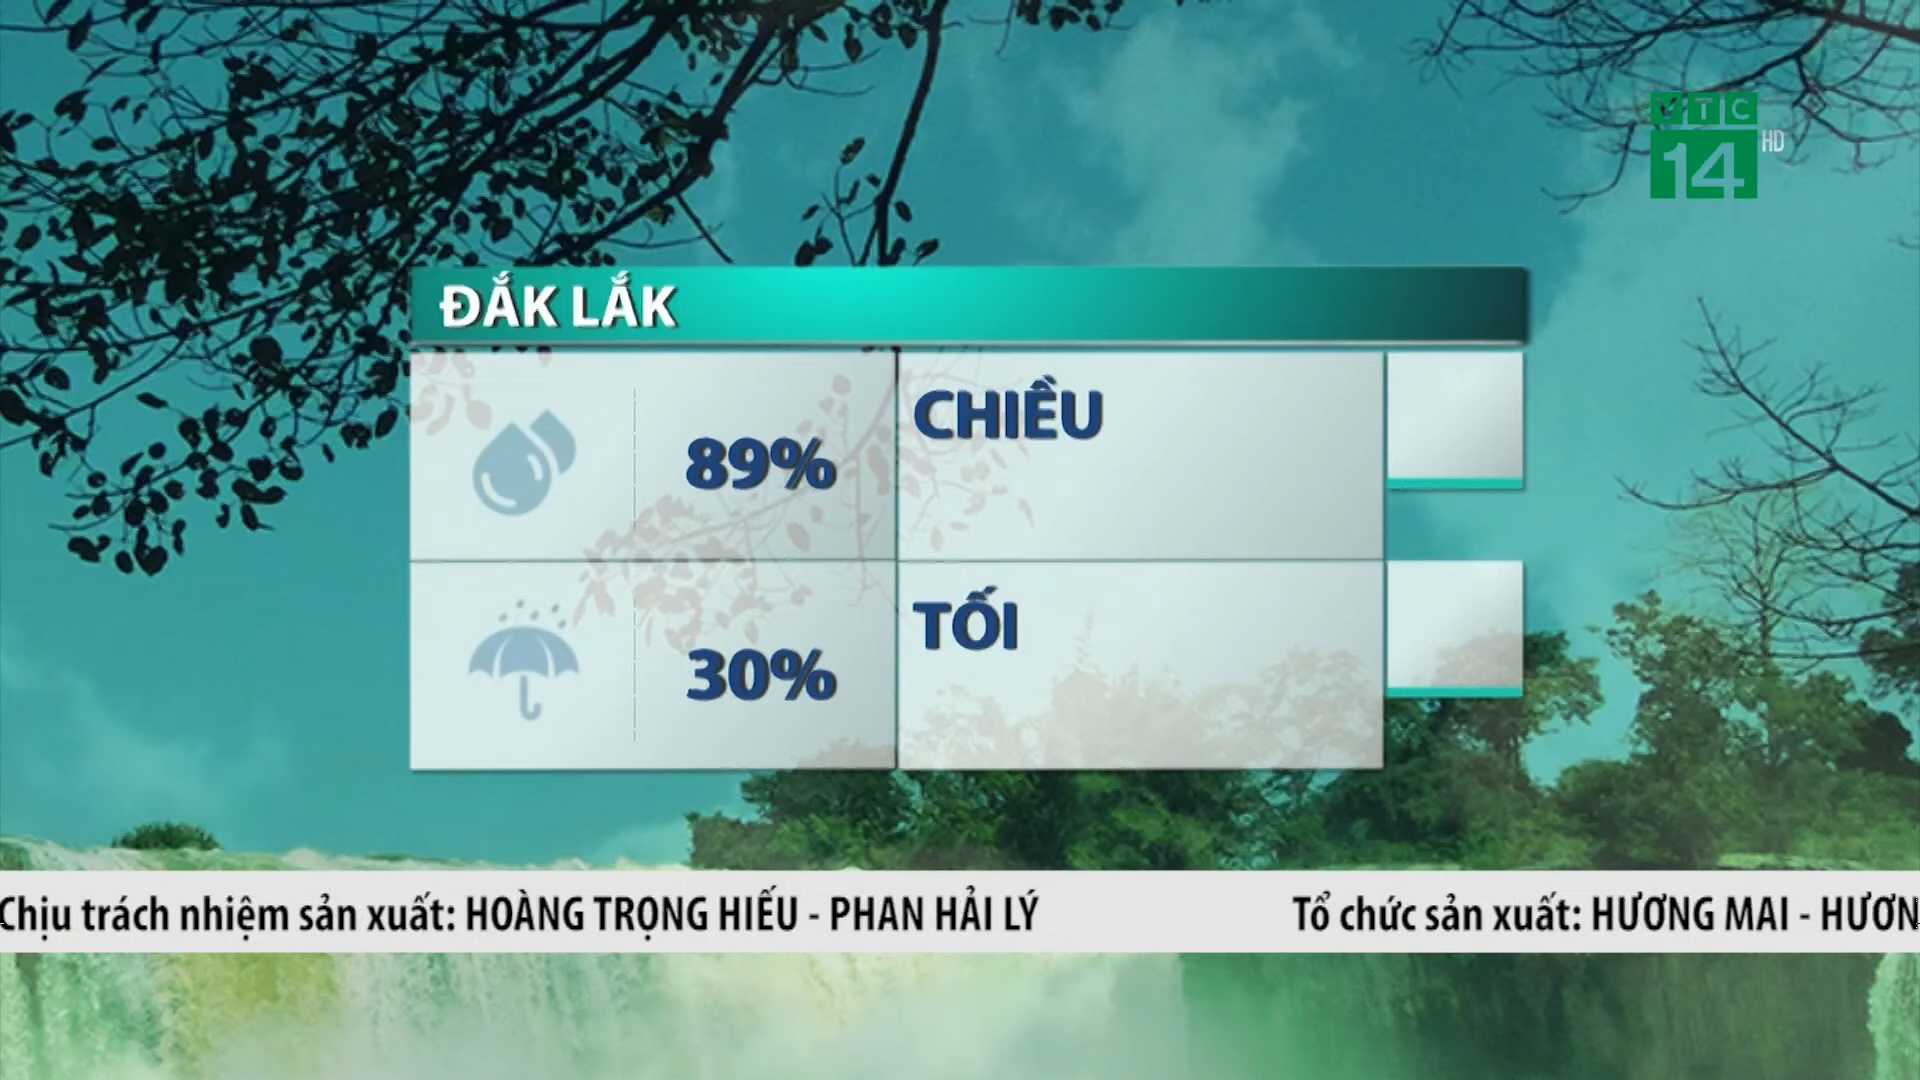 VTC
14 HD
ĐẮK LẮK
89%
CHIỀU
30%
TỐI
Chịu trách nhiệm sản xuất: HOÀNG TRỌNG HIẾU - PHAN HẢI LÝ
Tổ chức sản xuất: HƯƠNG MAI - HƯƠN